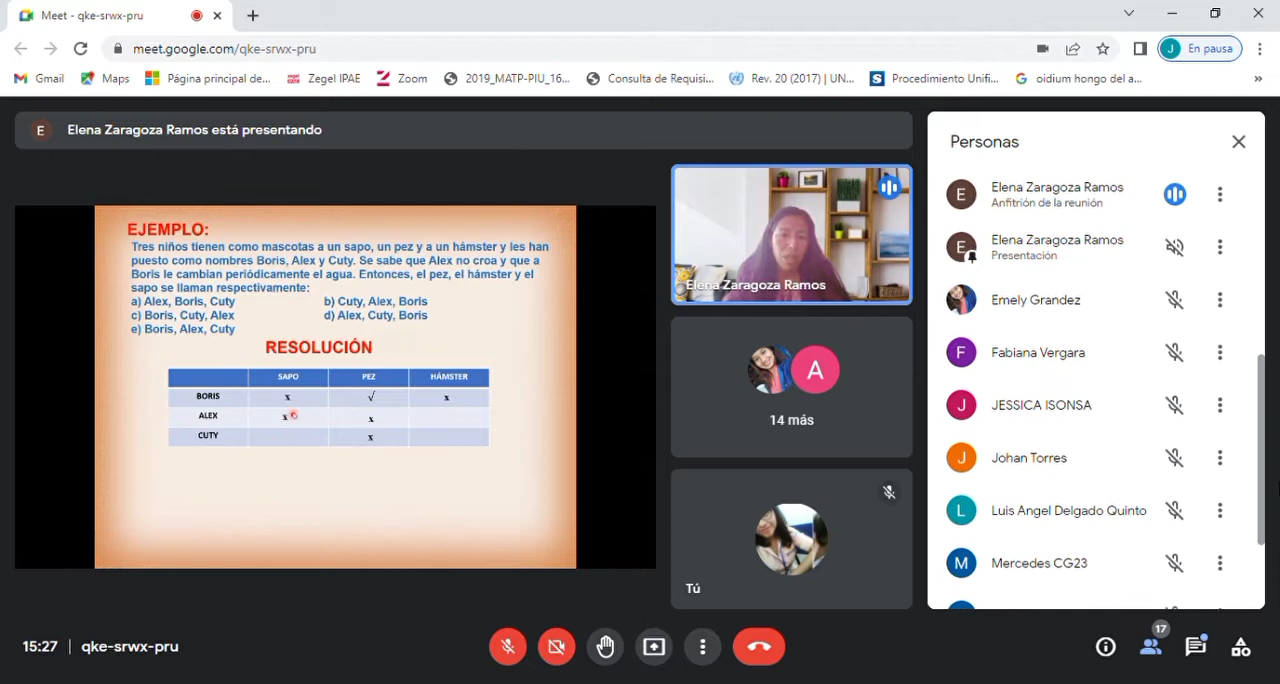 Meet - qke-srwx-pru
meet.google.com/qke-srwx-pru
J En pausa
Gmail Maps Página principal de... Zegel IPAE Zoom 2019_MATP-PIU_16... Consulta de Requisi... Rev. 20 (2017) | UN... Procedimiento Unifi... oidium hongo del a... »
E Elena Zaragoza Ramos está presentando
EJEMPLO:
Tres niños tienen como mascotas a un sapo, un pez y a un hámster y les han
puesto como nombres Boris, Alex y Cuty. Se sabe que Alex no croa y que a
Boris le cambian periódicamente el agua. Entonces, el pez, el hámster y el
sapo se llaman respectivamente:
a) Alex, Boris, Cuty b) Cuty, Alex, Boris
c) Boris, Cuty, Alex d) Alex, Cuty, Boris
e) Boris, Alex, Cuty
RESOLUCIÓN
SAPO PEZ HÁMSTER
BORIS x √ x
ALEX x x
CUTY x
Elena Zaragoza Ramos
A
14 más
Tú
Personas
E Elena Zaragoza Ramos
Anfitrión de la reunión
E Elena Zaragoza Ramos
Presentación
Emely Grandez
F Fabiana Vergara
J JESSICA ISONSA
J Johan Torres
L Luis Angel Delgado Quinto
M Mercedes CG23
15:27 | qke-srwx-pru
17